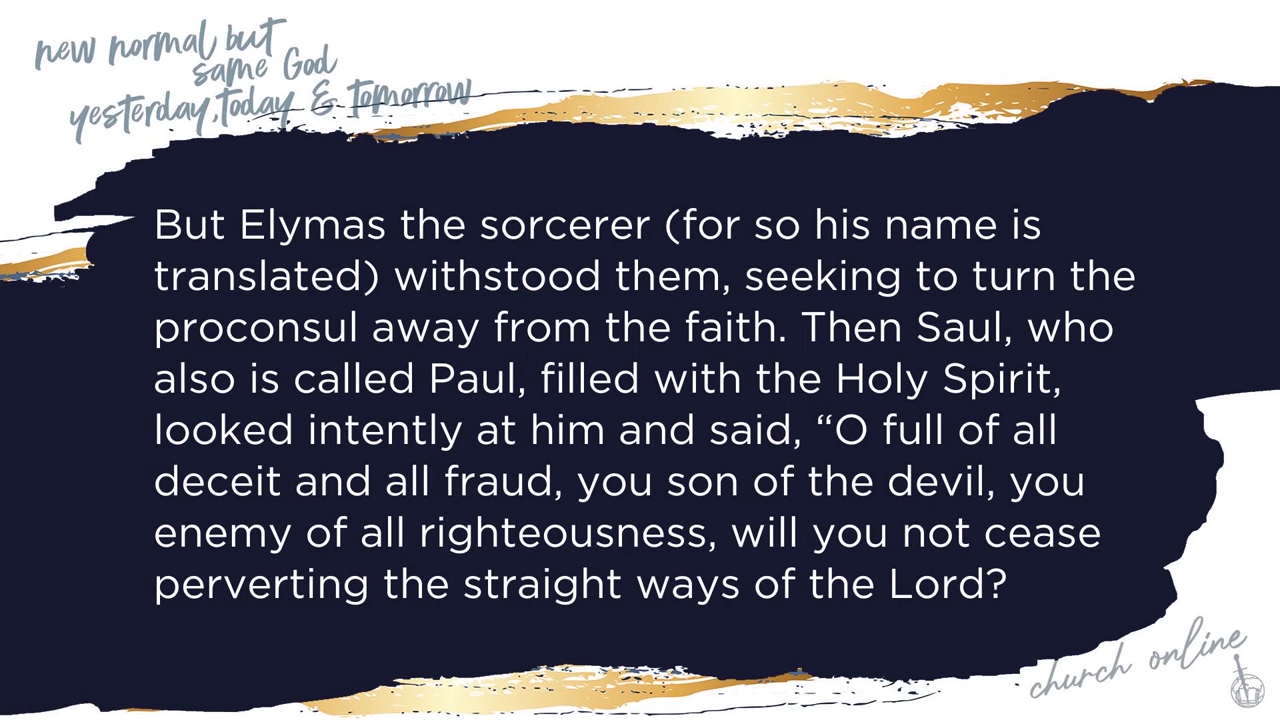 new normal but
same God
yesterday, today & tomorrow
But Elymas the sorcerer (for so his name is
translated) withstood them, seeking to turn the
proconsul away from the faith. Then Saul, who
also is called Paul, filled with the Holy Spirit,
looked intently at him and said, “O full of all
deceit and all fraud, you son of the devil, you
enemy of all righteousness, will you not cease
perverting the straight ways of the Lord?
church online